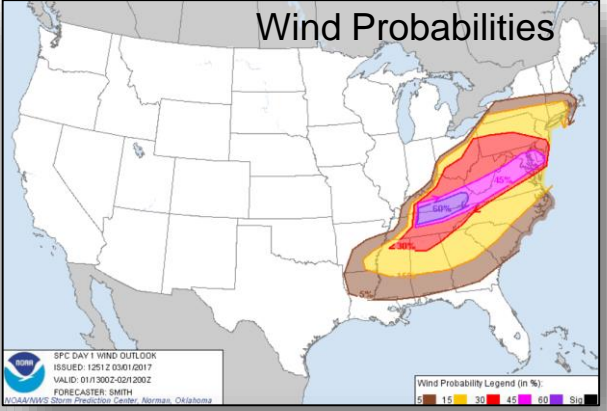 Wind Probabilities
45%
60%
30%
15%
5%
NOAA
SPC DAY 1 WIND OUTLOOK
ISSUED: 1251Z 03/01/2017
VALID: 01/1300Z-02/1200Z
FORECASTER: SMITH
NOAA/NWS Storm Prediction Center, Norman, Oklahoma
Wind Probability Legend (in %):
5 15 30 45 60 Sig